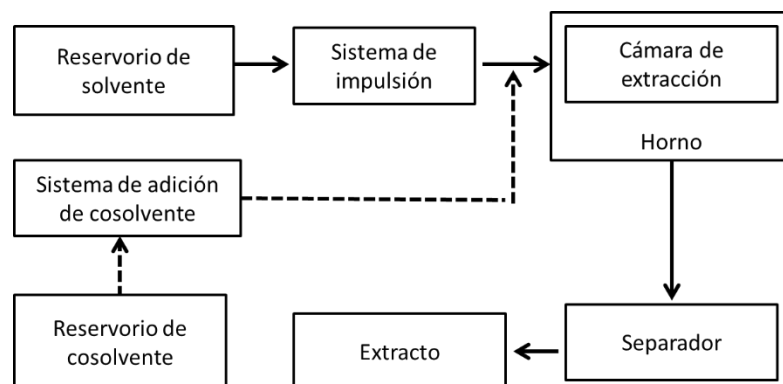 Reservorio de
solvente
Sistema de
impulsión
Cámara de
extracción
Horno
Sistema de adición
de cosolvente
Reservorio de
cosolvente
Extracto
Separador